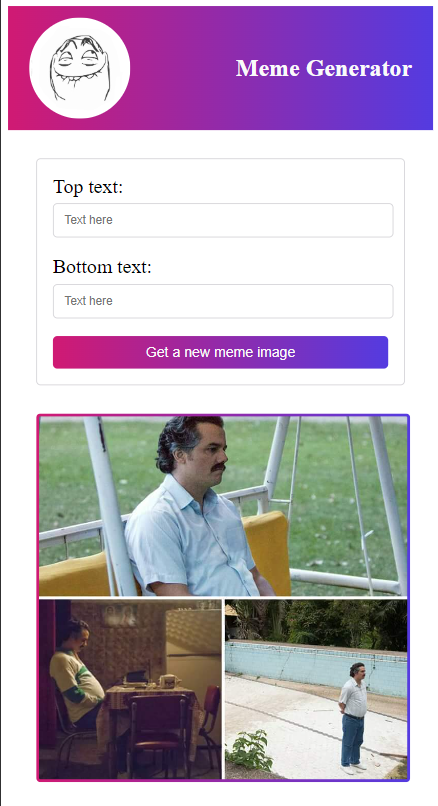 Meme Generator
Top text:
Text here
Bottom text:
Text here
Get a new meme image